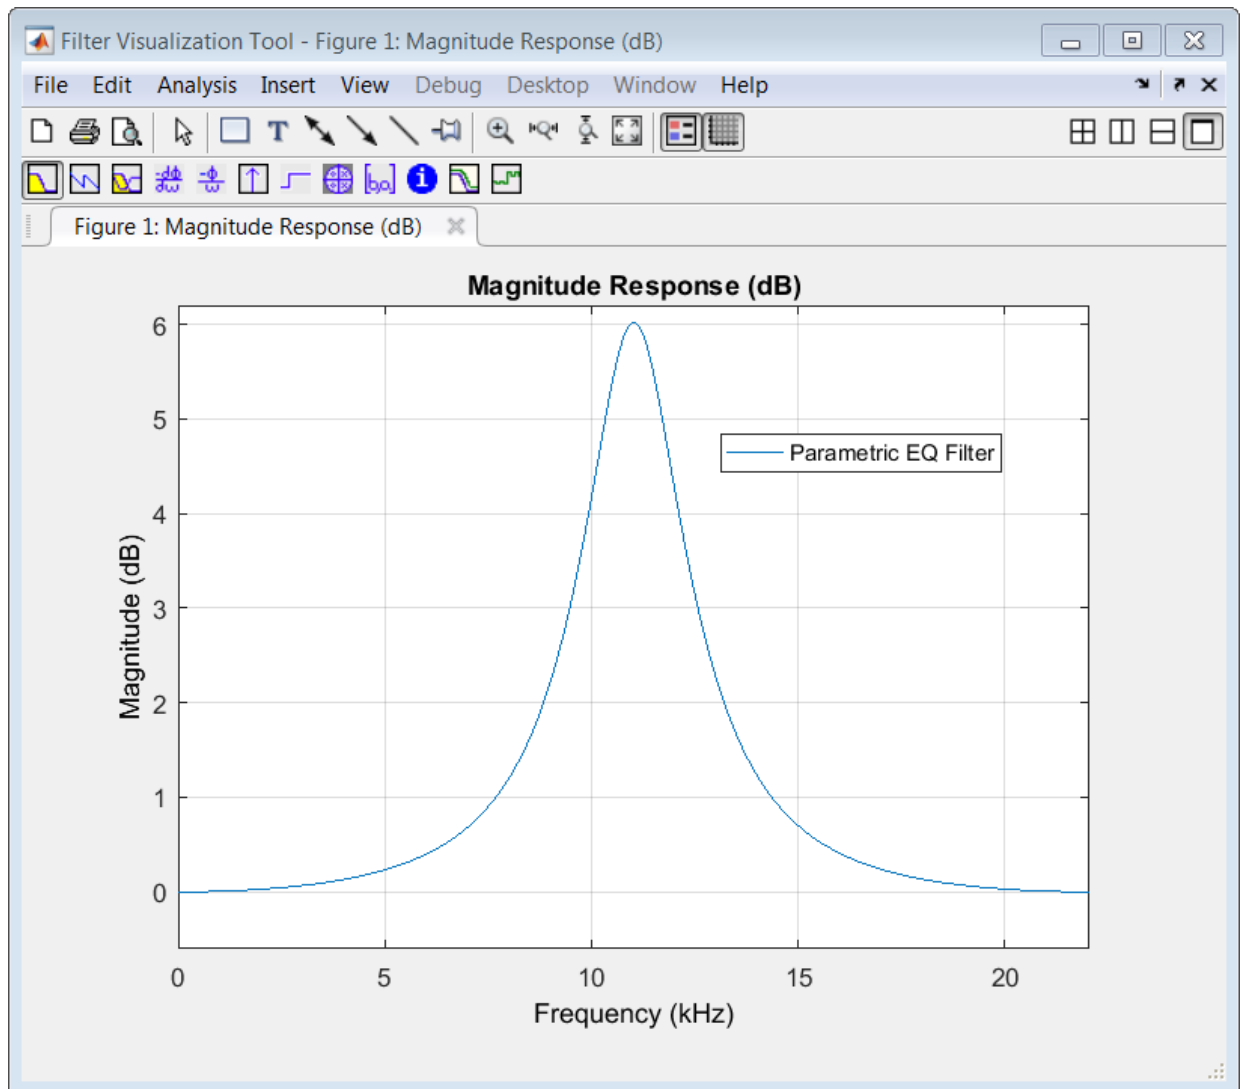 Filter Visualization Tool - Figure 1: Magnitude Response (dB)
File Edit Analysis Insert View Debug Desktop Window Help
T
Figure 1: Magnitude Response (dB)
Magnitude Response (dB)
6
5
4
3
2
1
0
Magnitude (dB)
Parametric EQ Filter
0 5 10 15 20
Frequency (kHz)